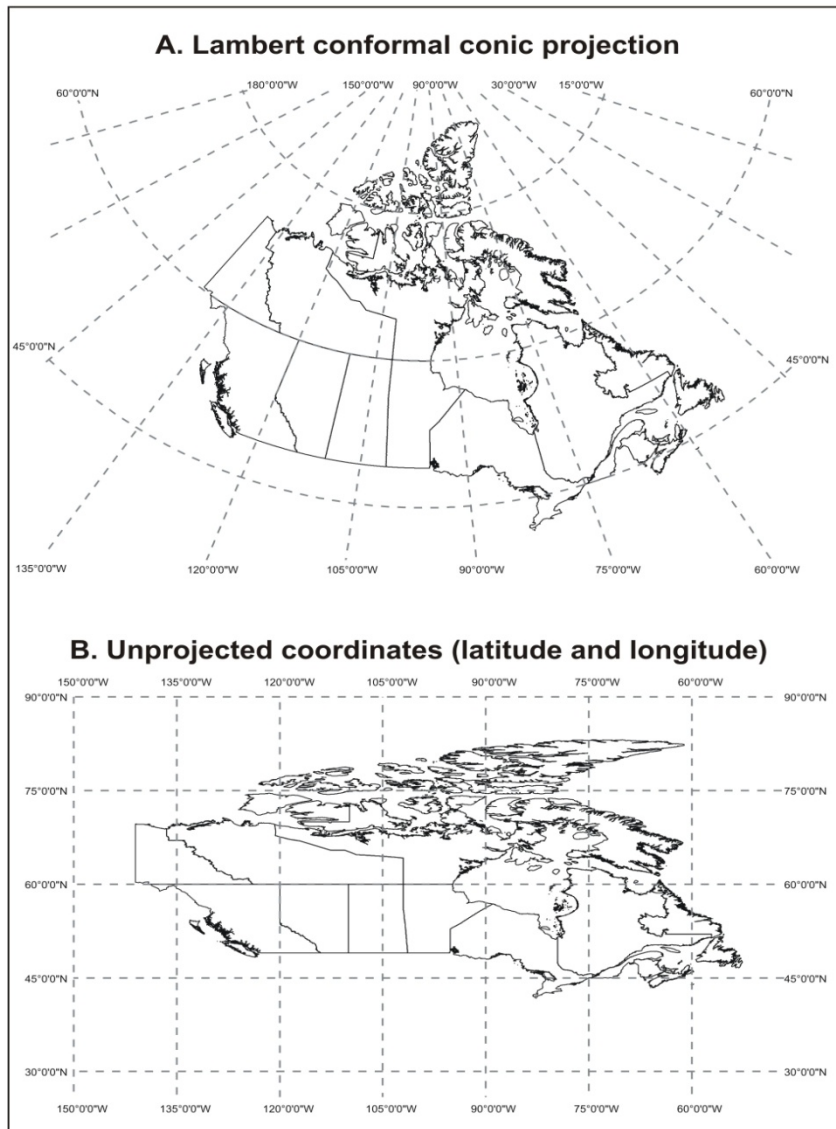 A. Lambert conformal conic projection
180°0'0"W 150°0'0"W 90°0'0"W 30°0'0"W 15°0'0"W
60°0'0"N 60°0'0"N
45°0'0"N 45°0'0"N
135°0'0"W 120°0'0"W 105°0'0"W 90°0'0"W 75°0'0"W 60°0'0"W
B. Unprojected coordinates (latitude and longitude)
150°0'0"W 135°0'0"W 120°0'0"W 105°0'0"W 90°0'0"W 75°0'0"W 60°0'0"W
90°0'0"N 90°0'0"N
75°0'0"N 75°0'0"N
60°0'0"N 60°0'0"N
45°0'0"N 45°0'0"N
30°0'0"N 30°0'0"N
150°0'0"W 135°0'0"W 120°0'0"W 105°0'0"W 90°0'0"W 75°0'0"W 60°0'0"W